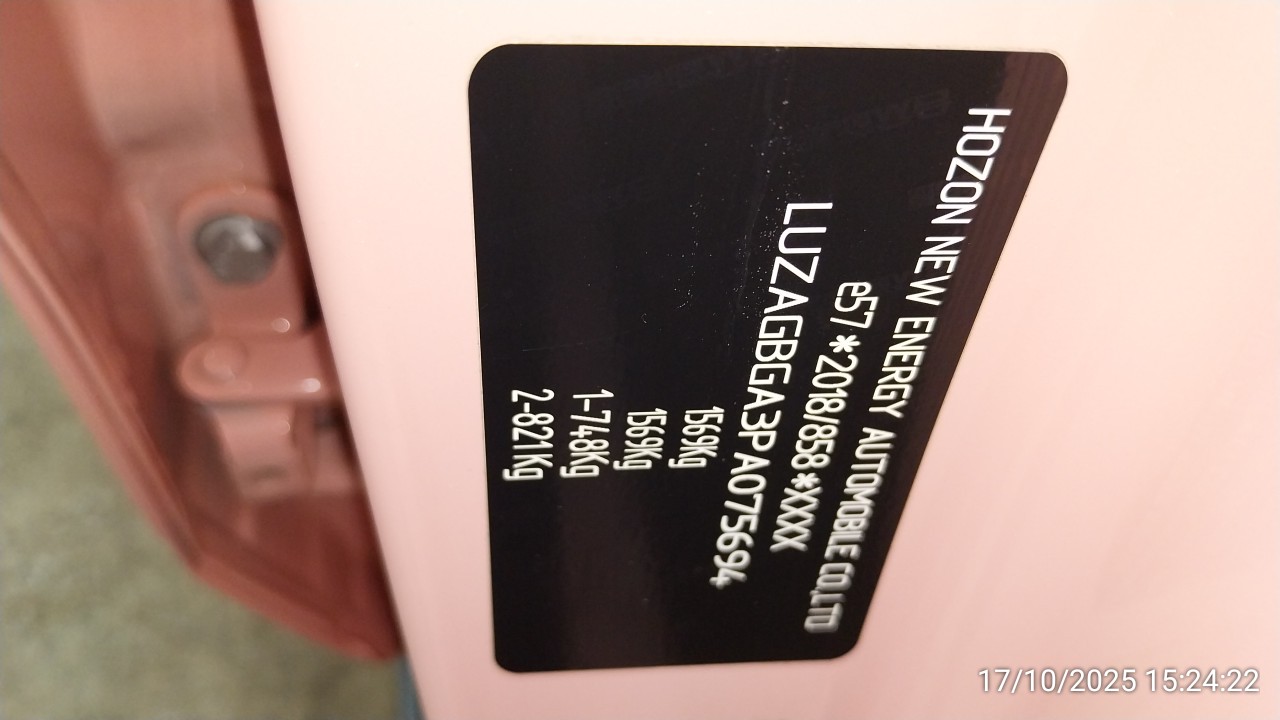 HOZON NEW ENERGY AUTOMOBILE CO.,LTD
e57*2018/858*XXXX
LUZAGBGA3PA075694
1569Kg
1569Kg
1-748Kg
2-821Kg
17/10/2025 15:24:22